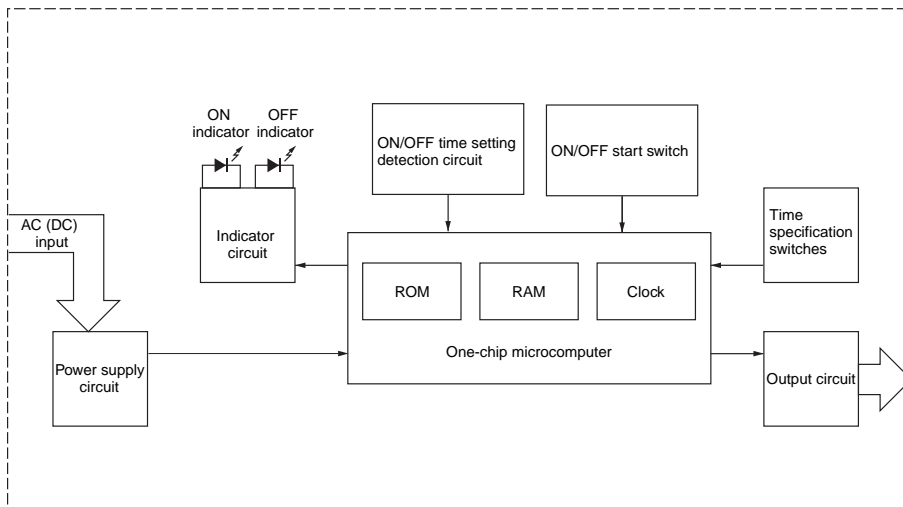 ON
indicator
OFF
indicator
ON/OFF time setting
detection circuit
ON/OFF start switch
AC (DC)
input
Indicator
circuit
Time
specification
switches
ROM
RAM
Clock
One-chip microcomputer
Power supply
circuit
Output circuit